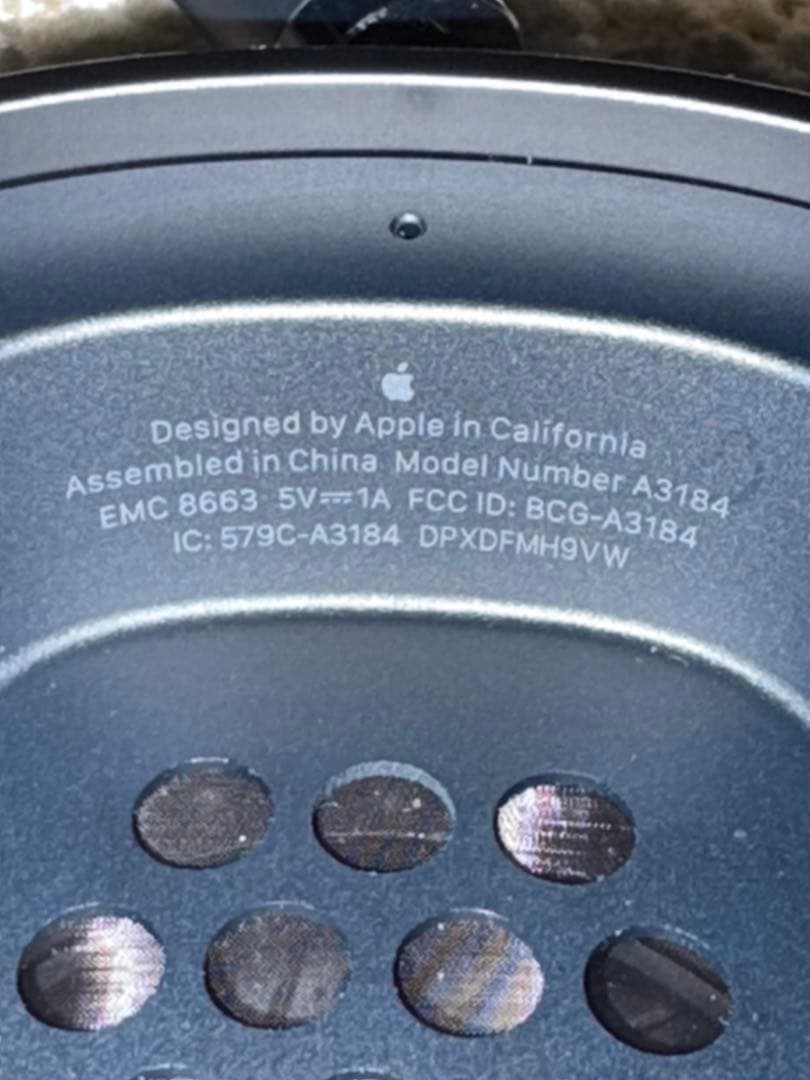 Designed by Apple in California
Assembled in China Model Number A3184
EMC 8663 5V⎓1A FCC ID: BCG-A3184
IC: 579C-A3184 DPXDFMH9VW